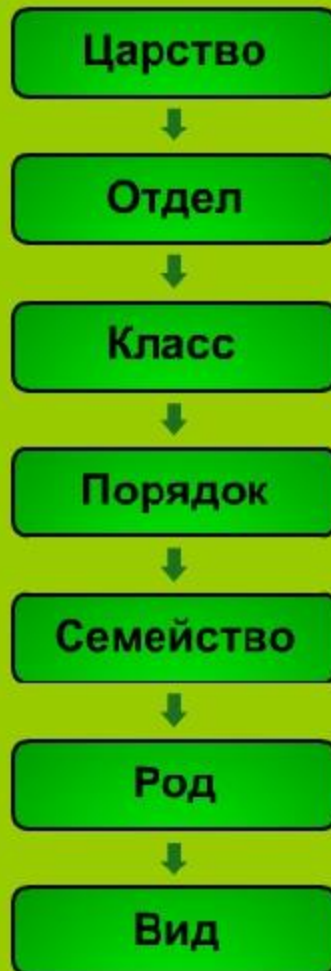 Царство
Отдел
Класс
Порядок
Семейство
Род
Вид